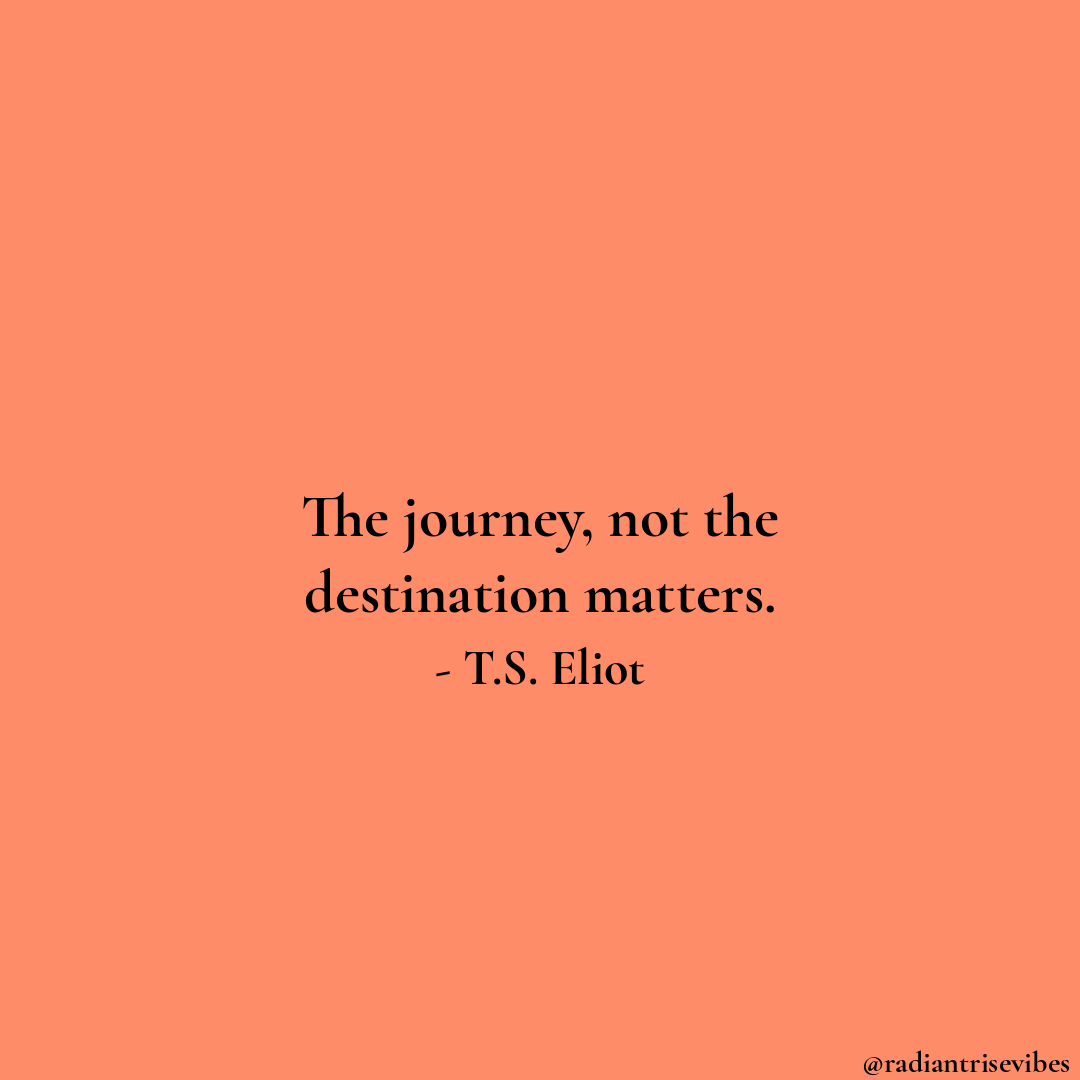 The journey, not the
destination matters.
- T.S. Eliot
@radiantrisevibes